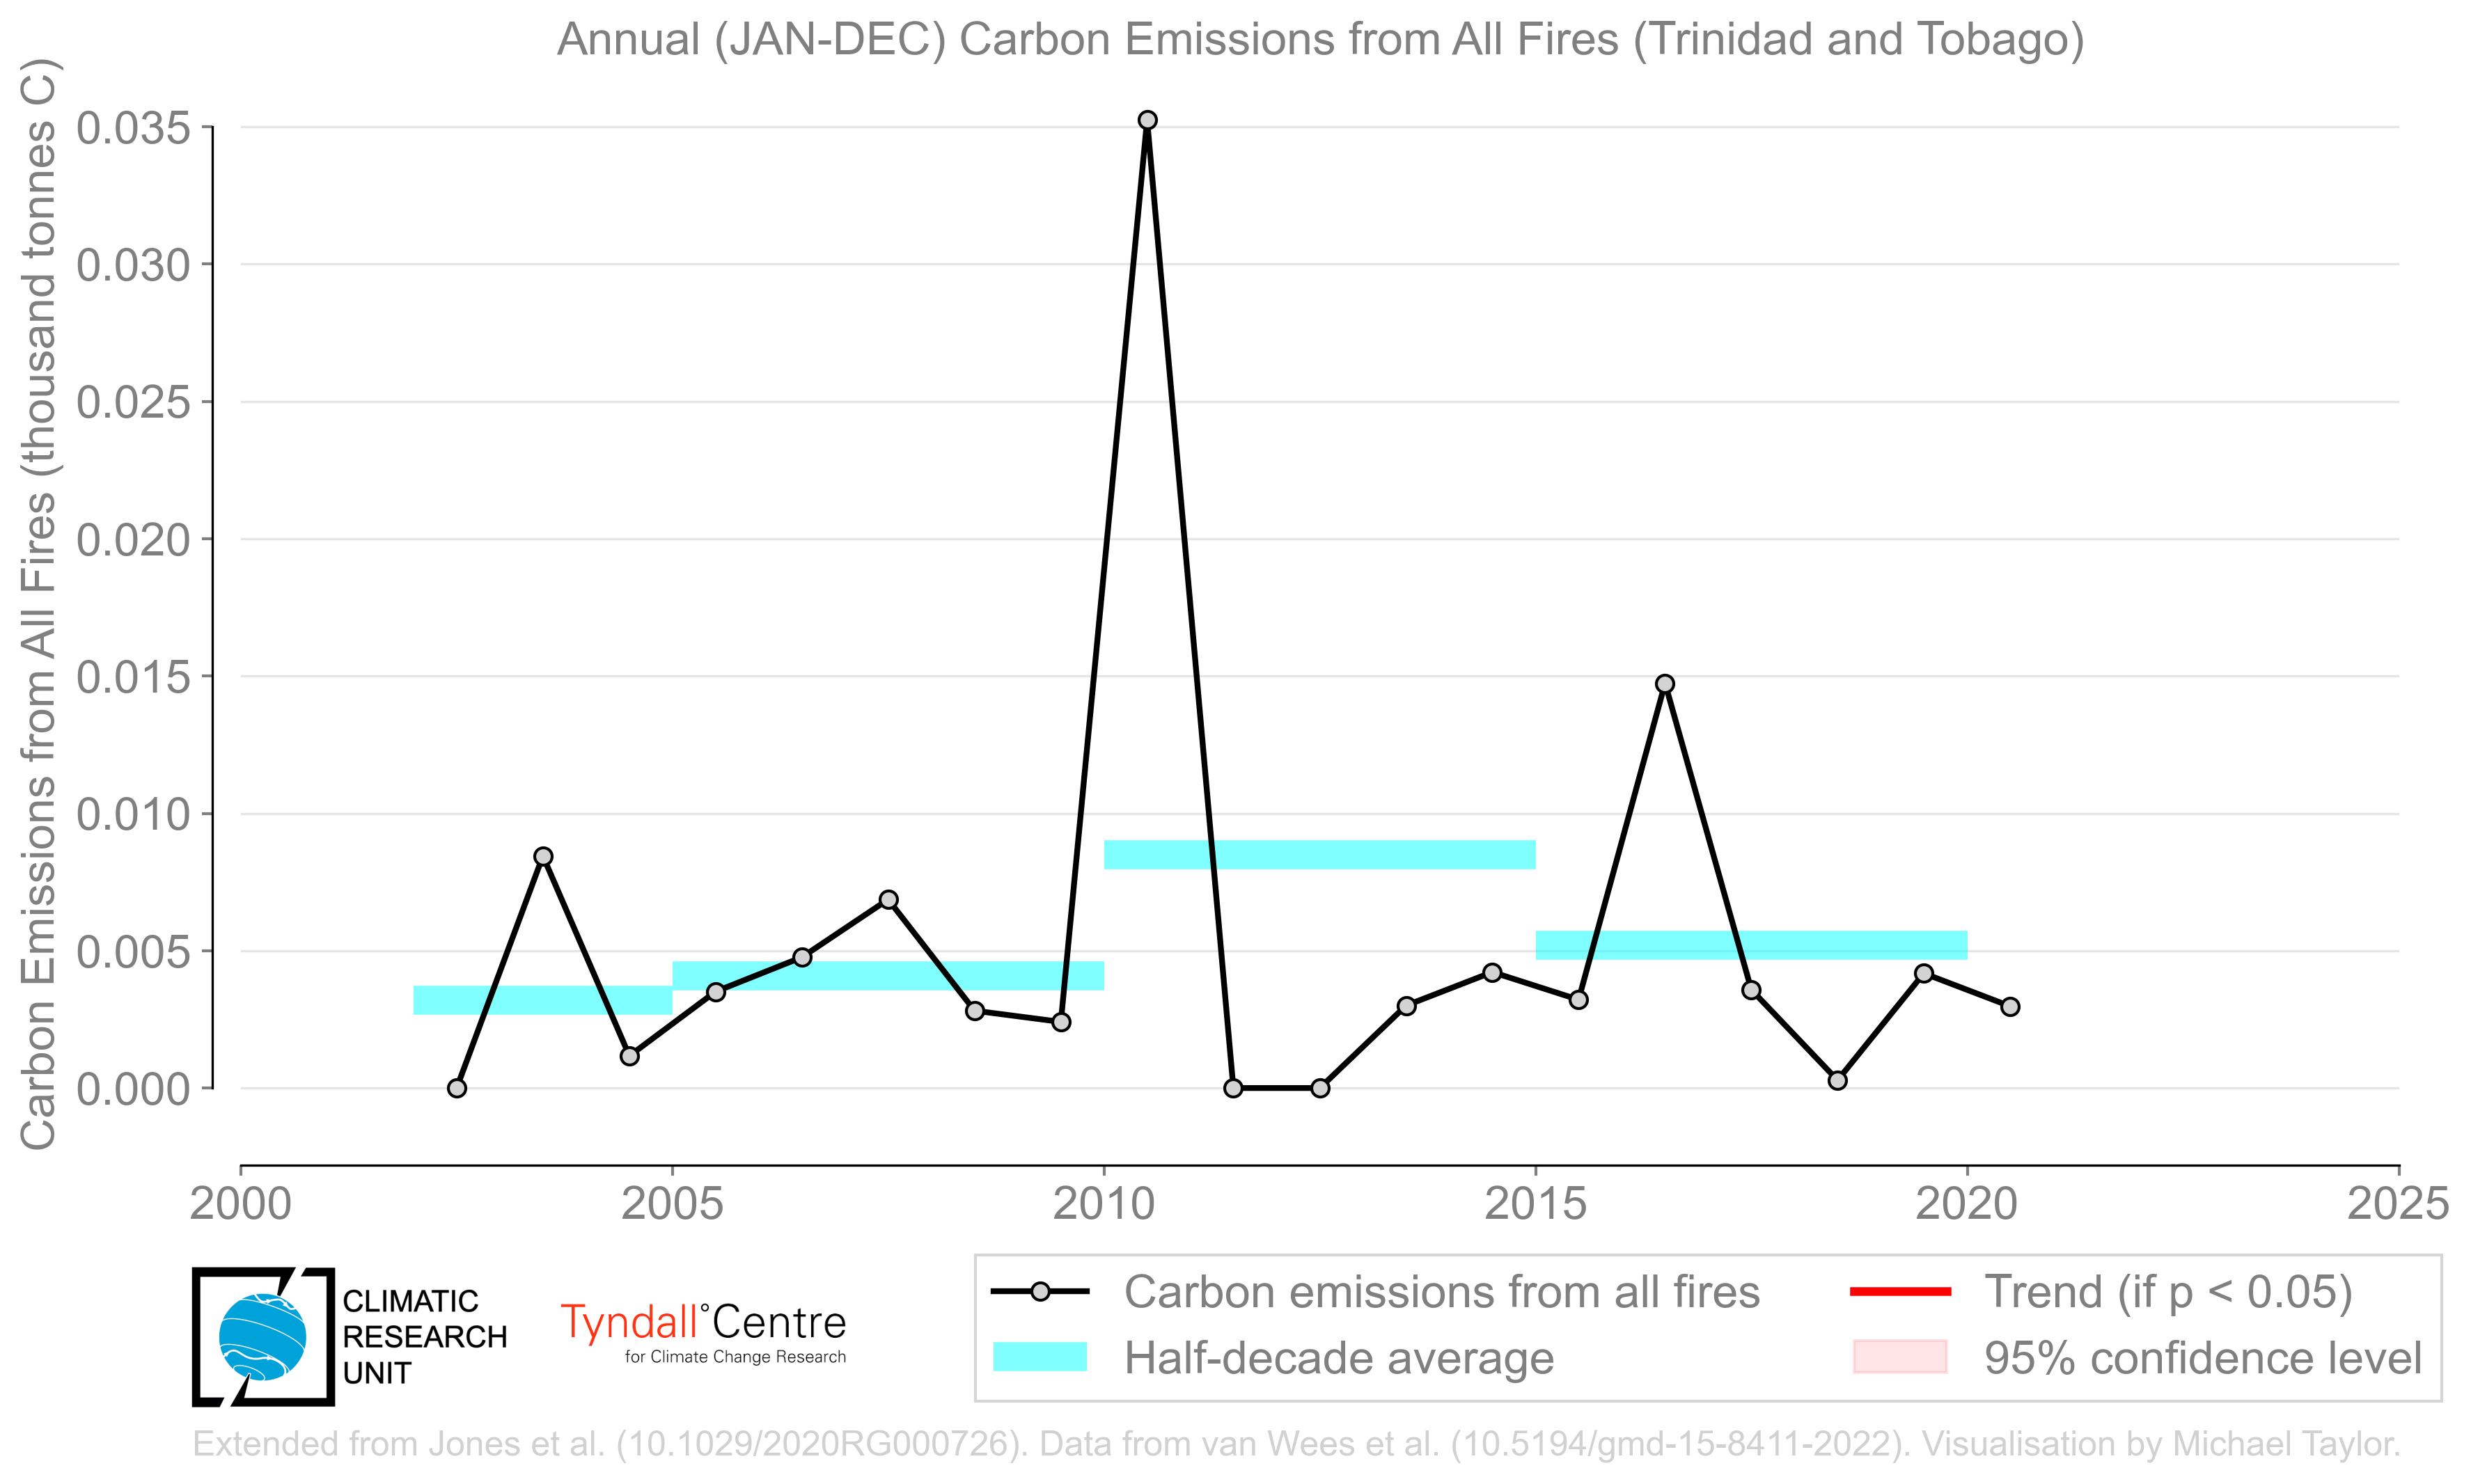 Annual (JAN-DEC) Carbon Emissions from All Fires (Trinidad and Tobago)
Carbon Emissions from All Fires (thousand tonnes C)
0.035
0.030
0.025
0.020
0.015
0.010
0.005
0.000
2000 2005 2010 2015 2020 2025
CLIMATIC
RESEARCH
UNIT
Tyndall°Centre
for Climate Change Research
Carbon emissions from all fires
Half-decade average
Trend (if p < 0.05)
95% confidence level
Extended from Jones et al. (10.1029/2020RG000726). Data from van Wees et al. (10.5194/gmd-15-8411-2022). Visualisation by Michael Taylor.